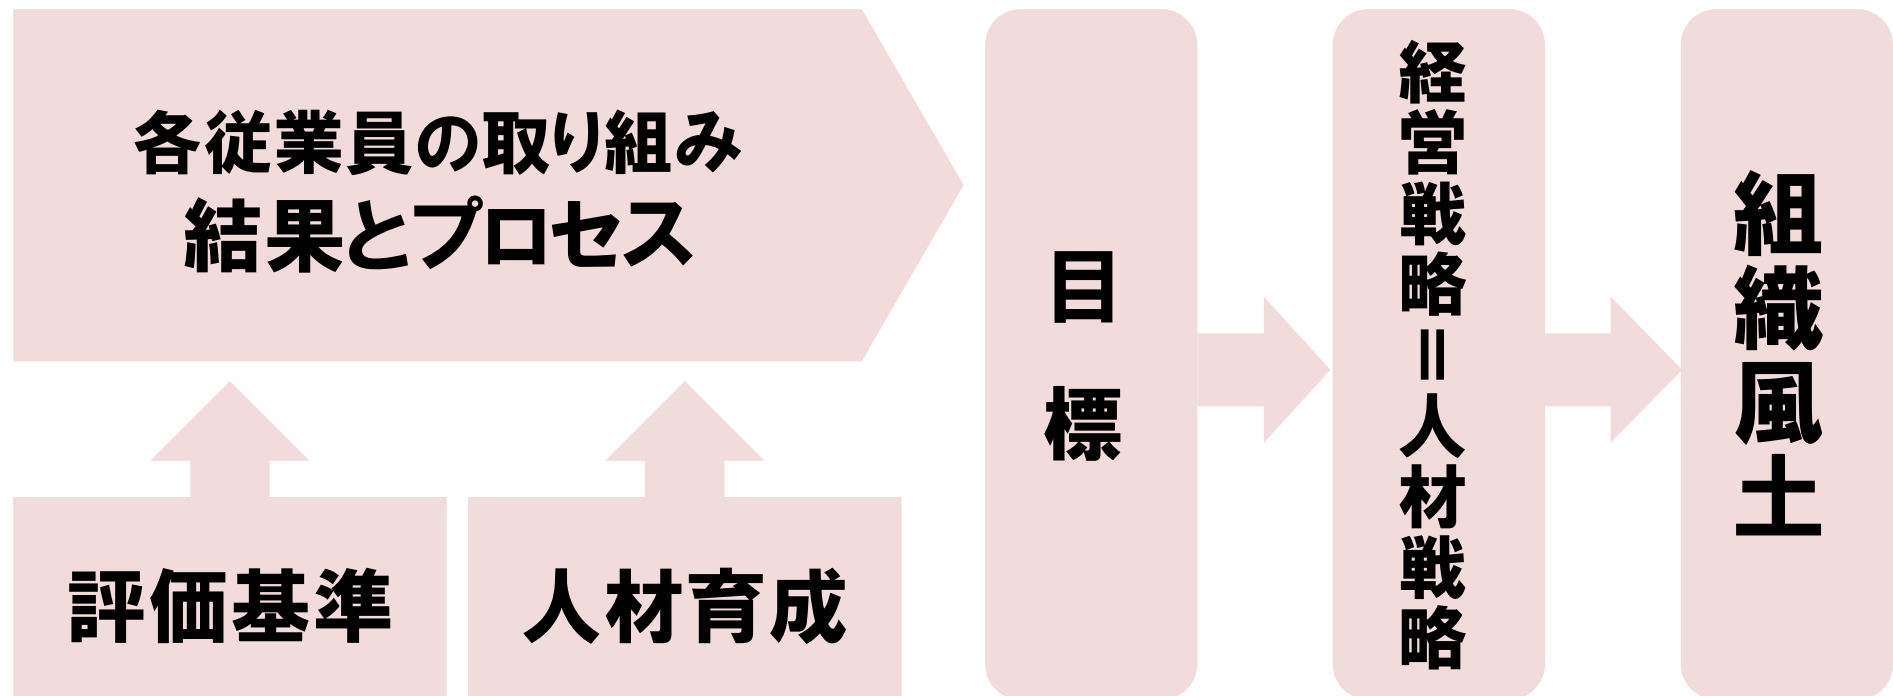 各従業員の取り組み
結果とプロセス
評価基準
人材育成
目標
経営戦略=人材戦略
組織風土